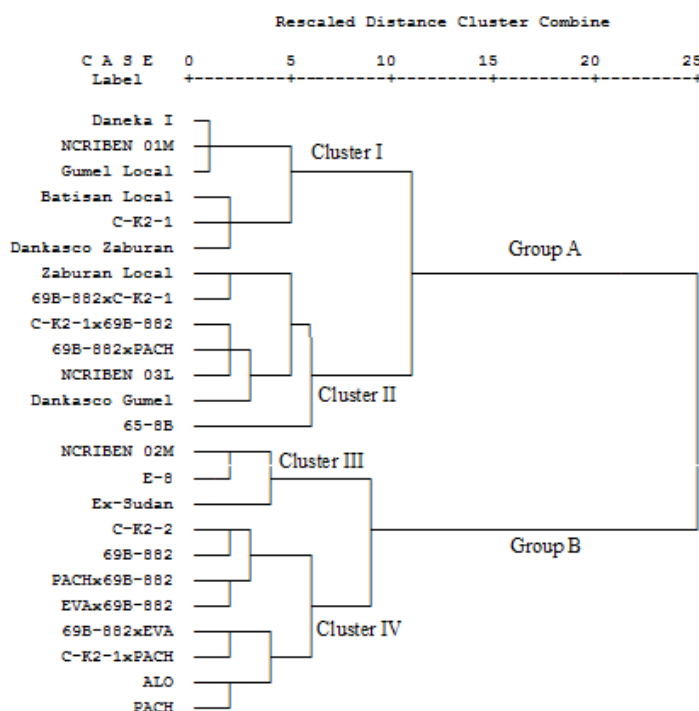 Rescaled Distance Cluster Combine
C A S E 0 5 10 15 20 25
Label +---------+---------+---------+---------+---------+
Daneka I
NCRIBEN 01M
Cluster I
Gumel Local
Batisan Local
C-K2-1
Dankasco Zaburan
Group A
Zaburan Local
69B-882xC-K2-1
C-K2-1x69B-882
69B-882xPACH
NCRIBEN 03L
Cluster II
Dankasco Gumel
65-8B
NCRIBEN 02M
Cluster III
E-8
Ex-Sudan
C-K2-2
Group B
69B-882
PACHx69B-882
EVAx69B-882
Cluster IV
69B-882xEVA
C-K2-1xPACH
ALO
PACH